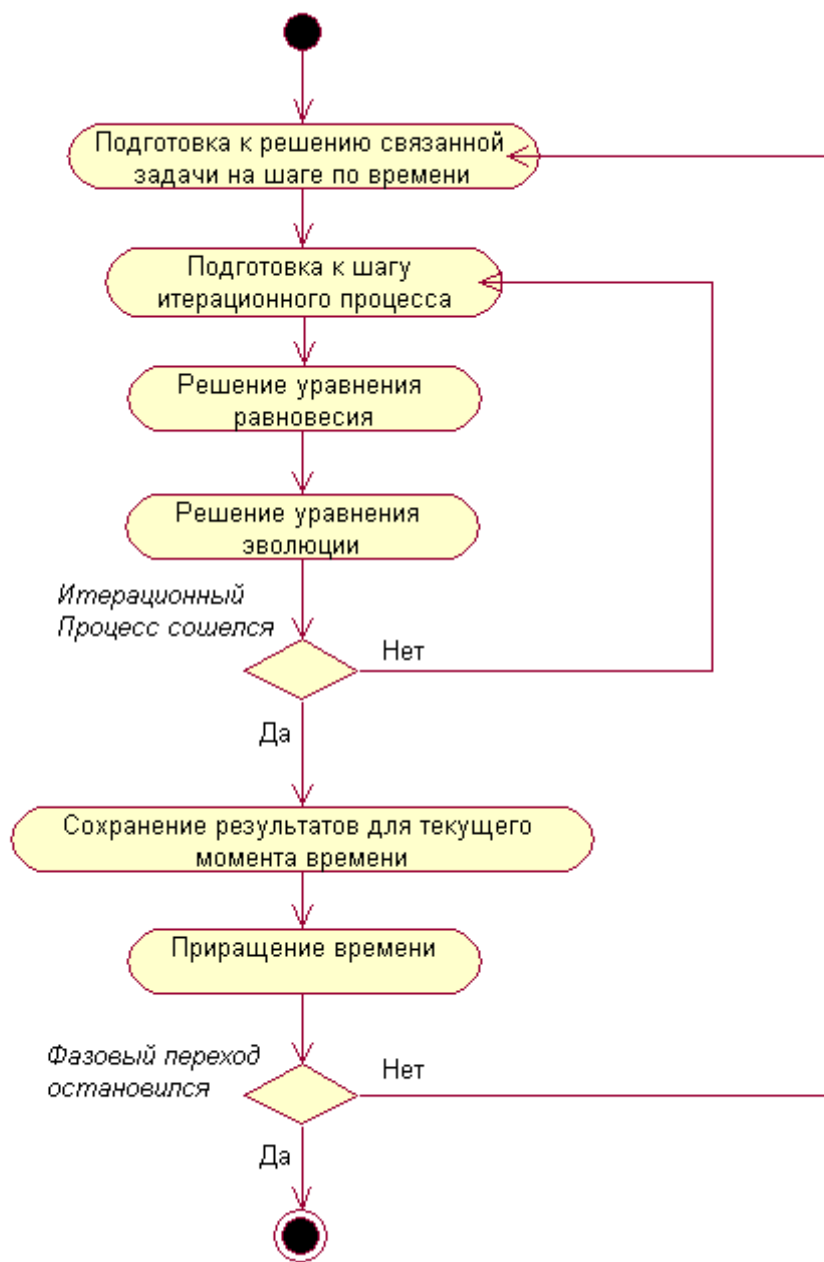 Подготовка к решению связанной
задачи на шаге по времени
Подготовка к шагу
итерационного процесса
Решение уравнения
равновесия
Решение уравнения
эволюции
Итерационный
Процесс сошелся
Нет
Да
Сохранение результатов для текущего
момента времени
Приращение времени
Фазовый переход
остановился
Нет
Да